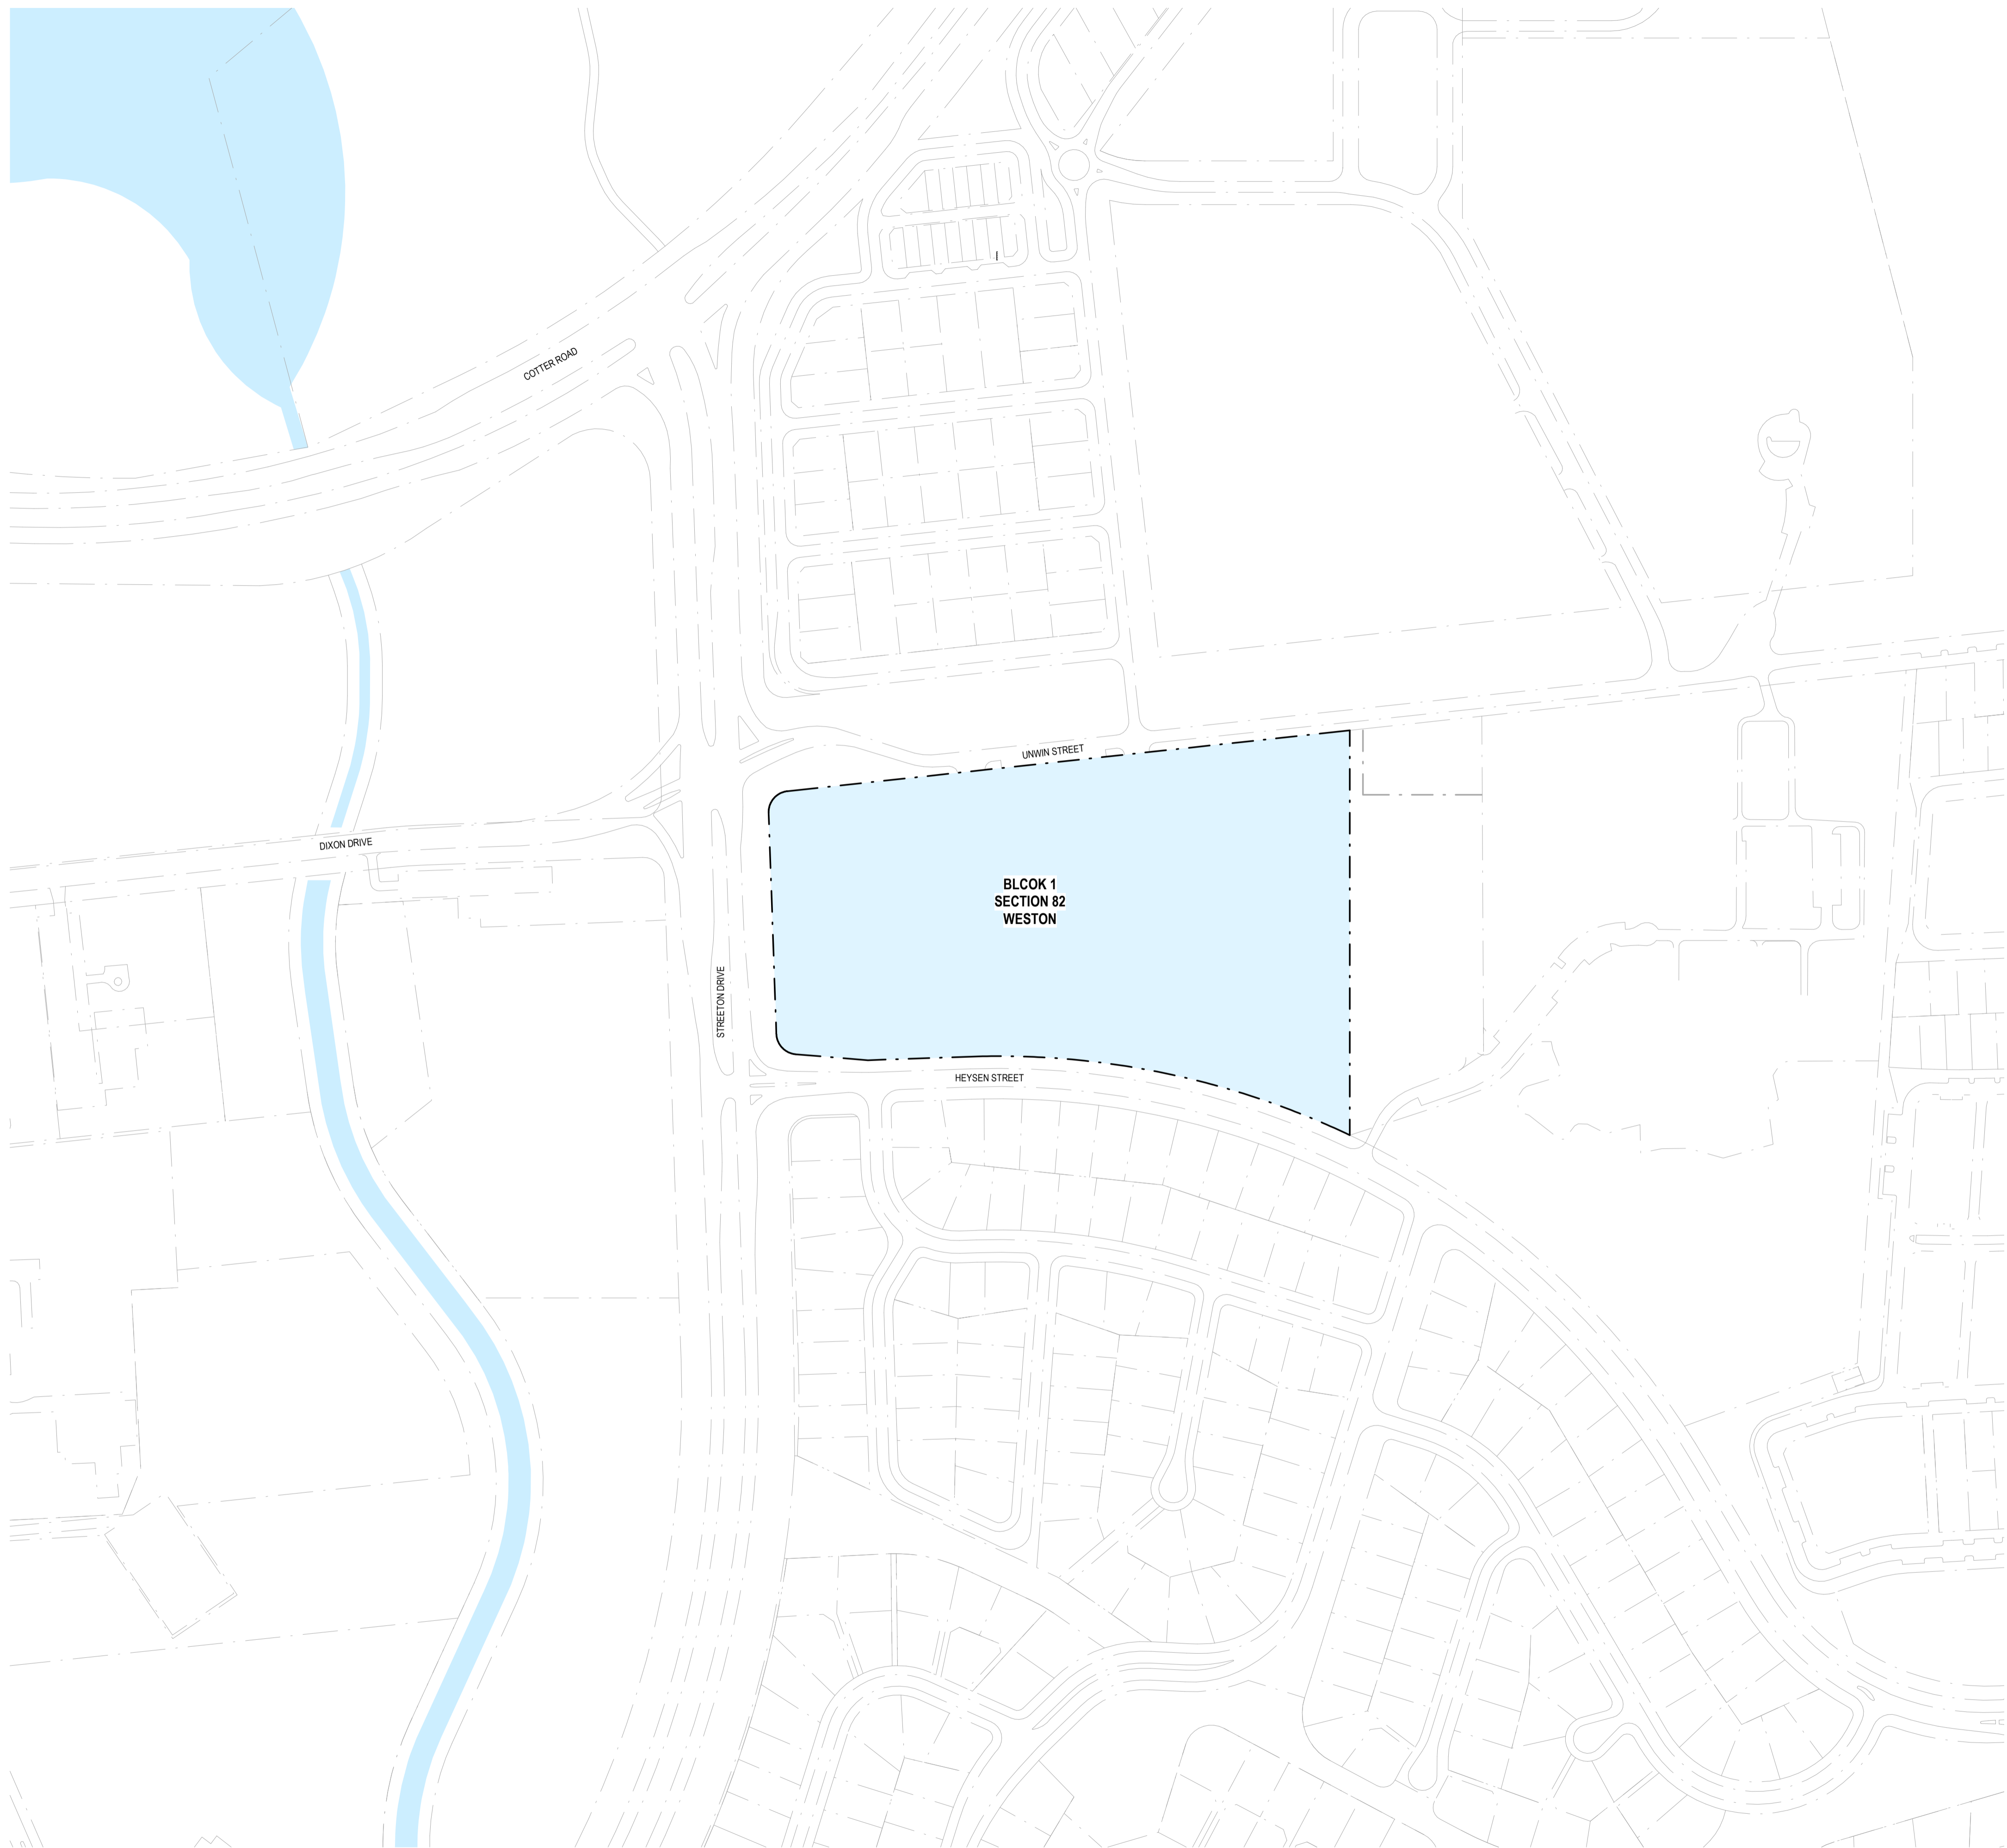 COTTER ROAD
UNWIN STREET
DIXON DRIVE
BLCOK 1
SECTION 82
WESTON
STREETON DRIVE
HEYSEN STREET